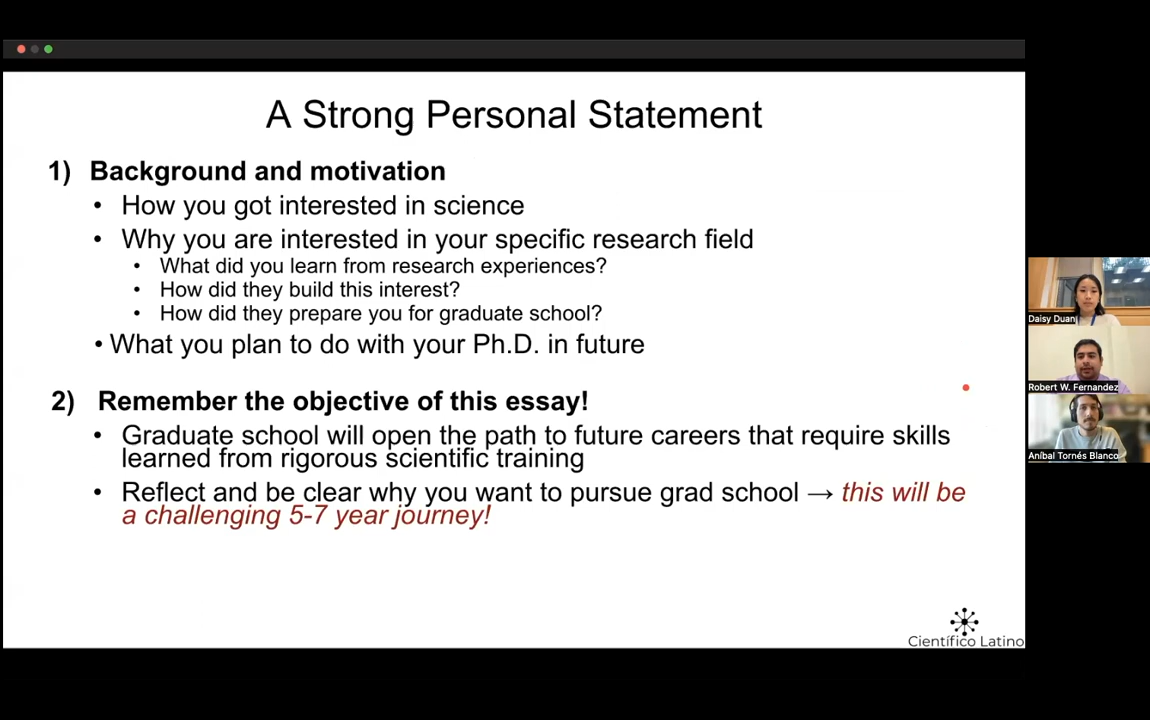 A Strong Personal Statement
1) Background and motivation
• How you got interested in science
• Why you are interested in your specific research field
• What did you learn from research experiences?
• How did they build this interest?
• How did they prepare you for graduate school?
• What you plan to do with your Ph.D. in future
2) Remember the objective of this essay!
• Graduate school will open the path to future careers that require skills
learned from rigorous scientific training
• Reflect and be clear why you want to pursue grad school → this will be
a challenging 5-7 year journey!
Científico Latino
Daisy Duan
Robert W. Fernandez
Aníbal Tornés Blanco